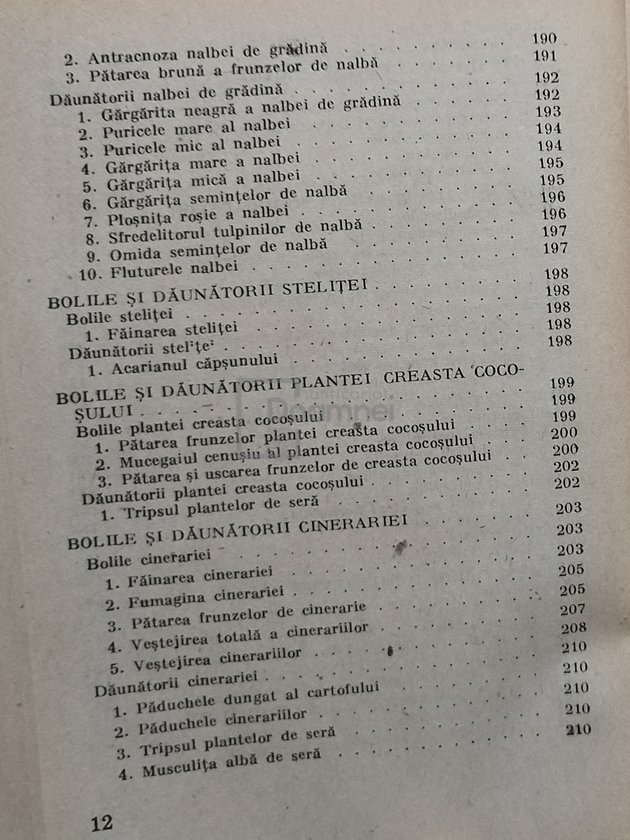 2. Antracnoza nalbei de grădină . . . . . . . . . . 190
3. Pătarea brună a frunzelor de nalbă . . . . . . . 191
Dăunătorii nalbei de grădină . . . . . . . . . . . . 192
1. Gărgărita neagră a nalbei de grădină . . . . . . 192
2. Puricele mare al nalbei . . . . . . . . . . . . 193
3. Puricele mic al nalbei . . . . . . . . . . . . 194
4. Gărgărița mare a nalbei . . . . . . . . . . . . 194
5. Gărgărița mică a nalbei . . . . . . . . . . . . 195
6. Gărgărița semințelor de nalbă . . . . . . . . . 195
7. Ploșnița roșie a nalbei . . . . . . . . . . . . 196
8. Sfredelitorul tulpinilor de nalbă . . . . . . . 196
9. Omida semințelor de nalbă . . . . . . . . . . . 197
10. Fluturele nalbei . . . . . . . . . . . . . . . 197
BOLILE ȘI DĂUNĂTORII STELIȚEI . . . . . . . . . . . 198
Bolile steliței . . . . . . . . . . . . . . . . . . 198
1. Făinarea steliței . . . . . . . . . . . . . . . 198
Dăunătorii steliței . . . . . . . . . . . . . . . . 198
1. Acarianul căpșunului . . . . . . . . . . . . . . 198
BOLILE ȘI DĂUNĂTORII PLANTEI CREASTA COCO-
ȘULUI . . . . . . . . . . . . . . . . . . . . . . . 199
Bolile plantei creasta cocoșului . . . . . . . . . . 199
1. Pătarea frunzelor plantei creasta cocoșului . . . 199
2. Mucegaiul cenușiu al plantei creasta cocoșului . . 200
3. Pătarea și uscarea frunzelor de creasta cocoșului . . 200
Dăunătorii plantei creasta cocoșului . . . . . . . . 202
1. Tripsul plantelor de seră . . . . . . . . . . . 202
BOLILE ȘI DĂUNĂTORII CINERARIEI . . . . . . . . . . 203
Bolile cinerariei . . . . . . . . . . . . . . . . . 203
1. Făinarea cinerariei . . . . . . . . . . . . . . 203
2. Fumagina cinerariei . . . . . . . . . . . . . . 205
3. Pătarea frunzelor de cinerarie . . . . . . . . . 205
4. Veștejirea totală a cinerariilor . . . . . . . . 207
5. Veștejirea cinerariilor . . . . . . . . . . . . 208
Dăunătorii cinerariei . . . . . . . . . . . . . . . 210
1. Păduchele dungat al cartofului . . . . . . . . . 210
2. Păduchele cinerariilor . . . . . . . . . . . . . 210
3. Tripsul plantelor de seră . . . . . . . . . . . 210
4. Musculița albă de seră . . . . . . . . . . . . . 210
12